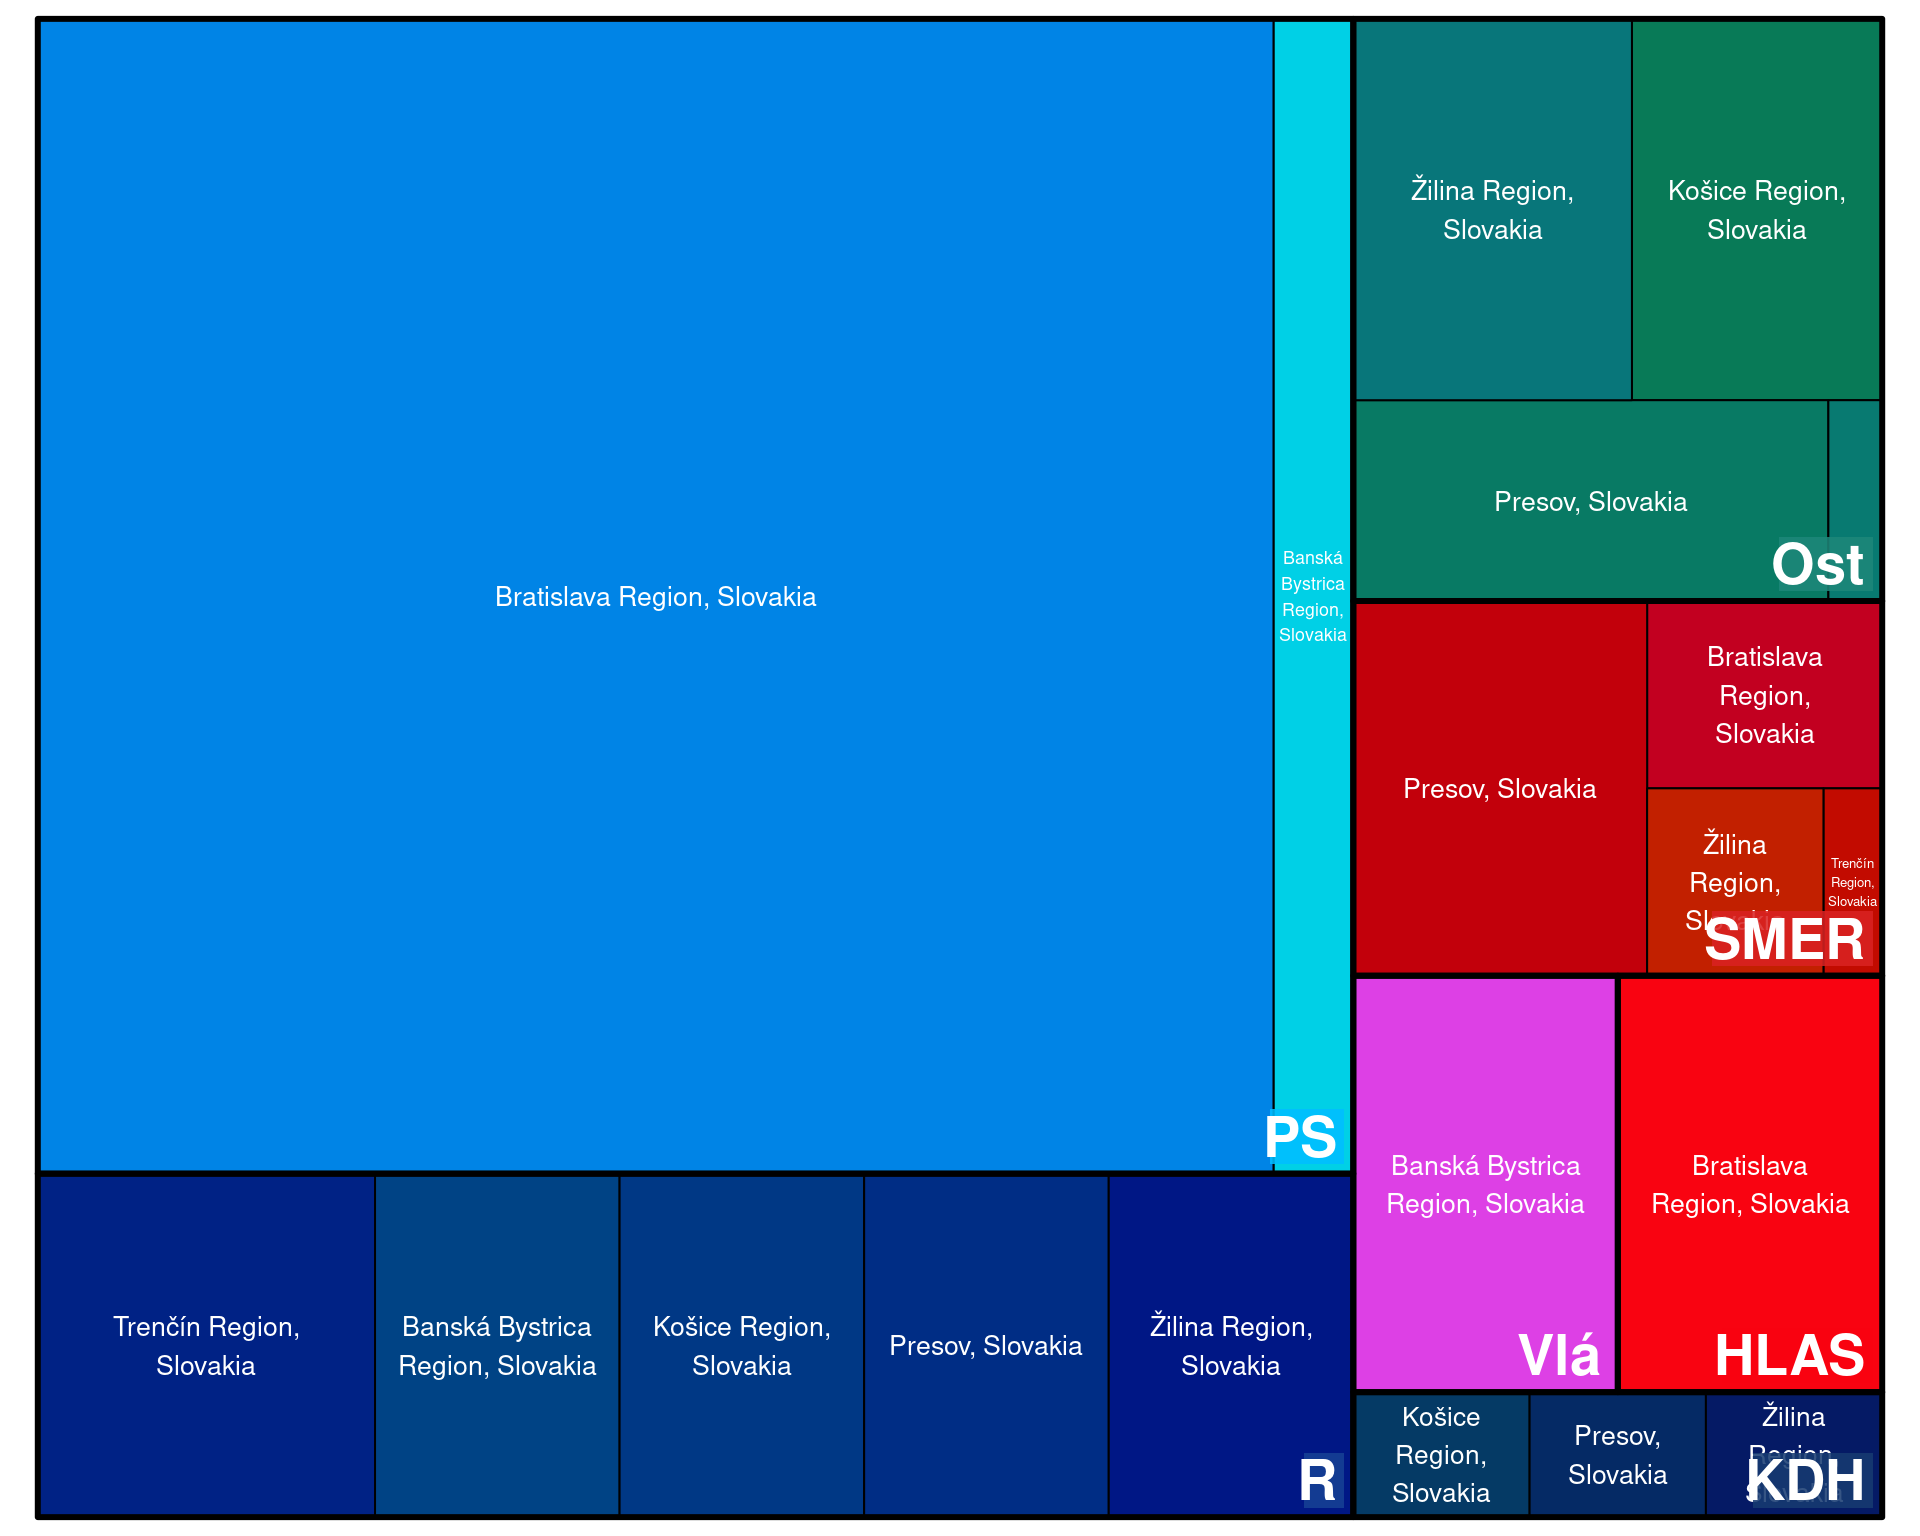 Bratislava Region, Slovakia
Banská
Bystrica
Region,
Slovakia
PS
Žilina Region,
Slovakia
Košice Region,
Slovakia
Presov, Slovakia
Ost
Presov, Slovakia
Bratislava
Region,
Slovakia
Žilina
Region,
Slovakia
Trenčín
Region,
Slovakia
SMER
Banská Bystrica
Region, Slovakia
Vlá
Bratislava
Region, Slovakia
HLAS
Trenčín Region,
Slovakia
Banská Bystrica
Region, Slovakia
Košice Region,
Slovakia
Presov, Slovakia
Žilina Region,
Slovakia
R
Košice
Region,
Slovakia
Presov,
Slovakia
Žilina
Region,
Slovakia
KDH